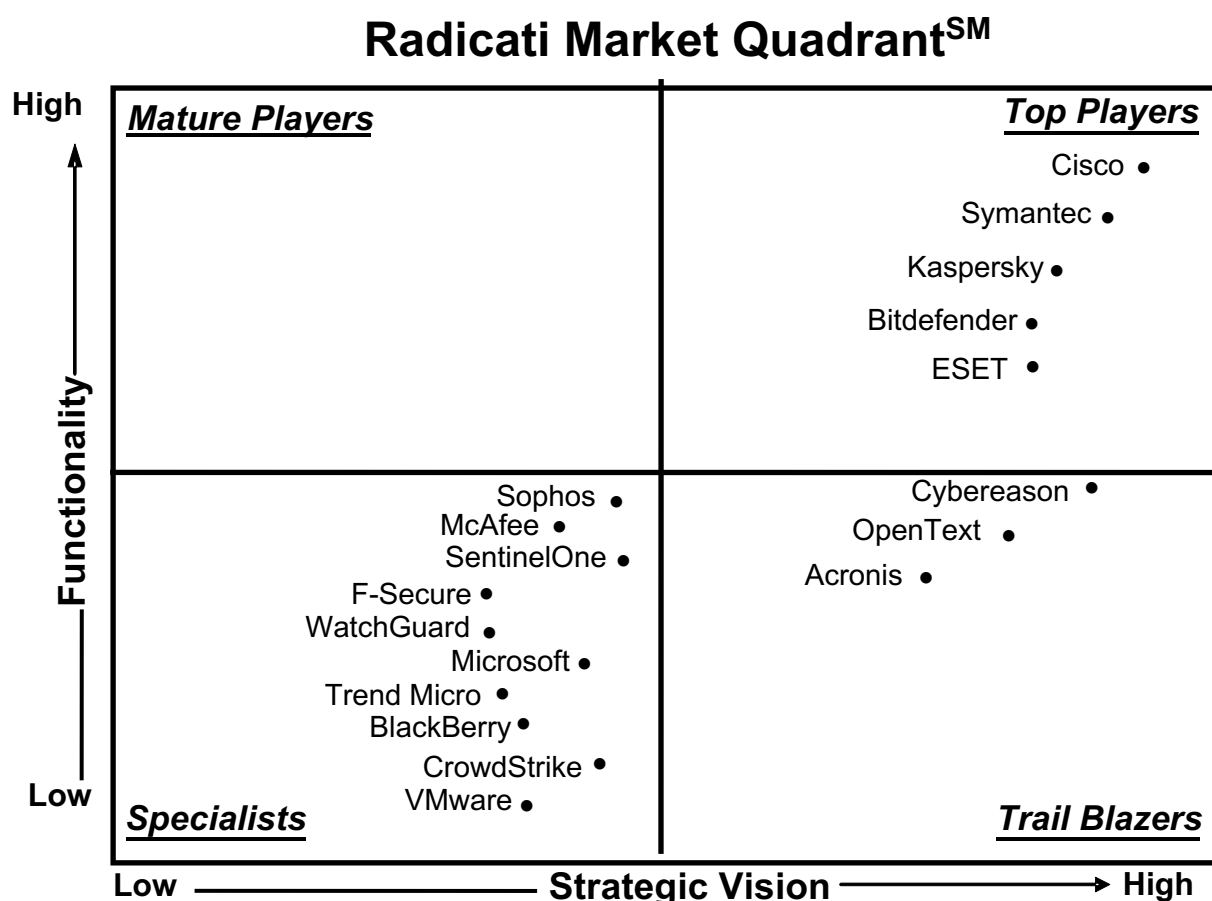 Radicati Market Quadrant℠
High
Mature Players
Top Players
Cisco
Symantec
Kaspersky
Bitdefender
ESET
Functionality
Sophos
McAfee
SentinelOne
F-Secure
WatchGuard
Microsoft
Trend Micro
BlackBerry
CrowdStrike
VMware
Cybereason
OpenText
Acronis
Low
Specialists
Trail Blazers
Low
Strategic Vision
High